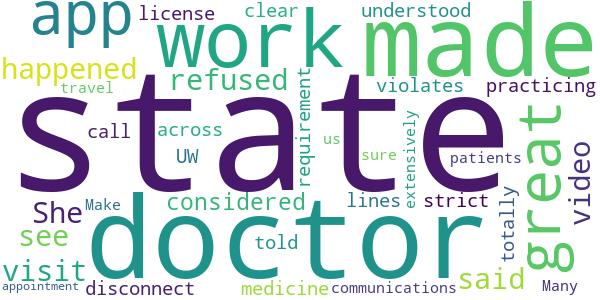 app
license
clear
understood
work
made
happened
refused
violates
practicing
travel
state
call
across
requirement
us
great
UW
sure
extensively
patients
video
She
Make
considered
lines
strict
see
doctor
told
totally
visit
said
appointment
disconnect
medicine
communications
Many